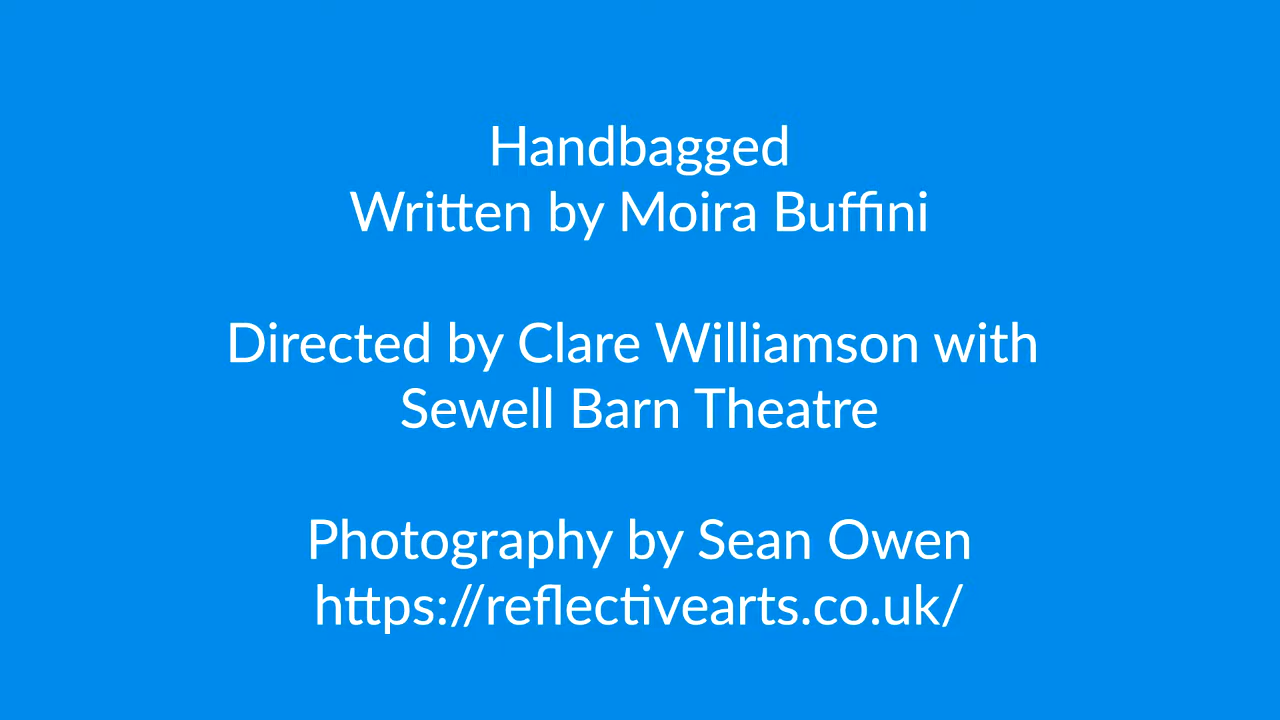 Handbagged
Written by Moira Buffini
Directed by Clare Williamson with
Sewell Barn Theatre
Photography by Sean Owen
https://reflectivearts.co.uk/